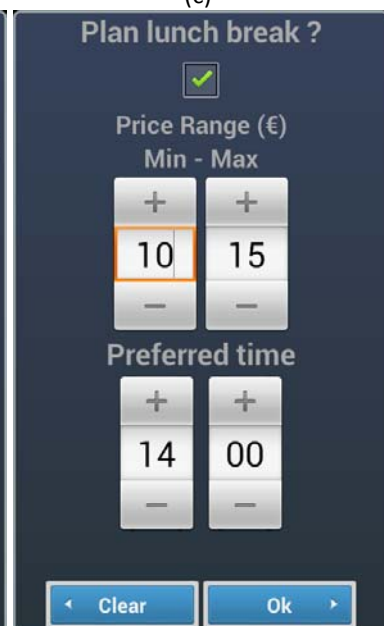 (e)
Plan lunch break ?
Price Range (€)
Min - Max
+ +
10 15
− −
Preferred time
+ +
14 00
− −
Clear Ok